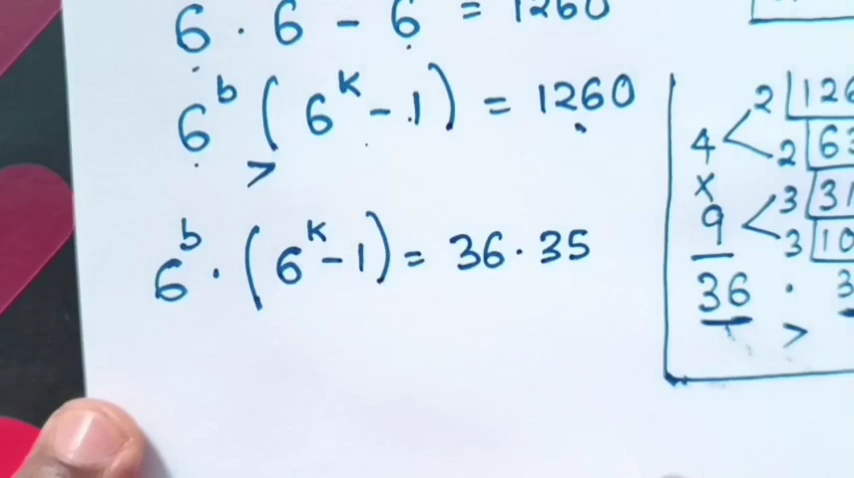 6 · 6 - 6 = 1260
6^b (6^k - 1) = 1260
>
6^b · (6^k - 1) = 36 · 35
2 | 126
4 < 2 | 63
x
9 < 3 | 31
3 | 10
36 · 3
>